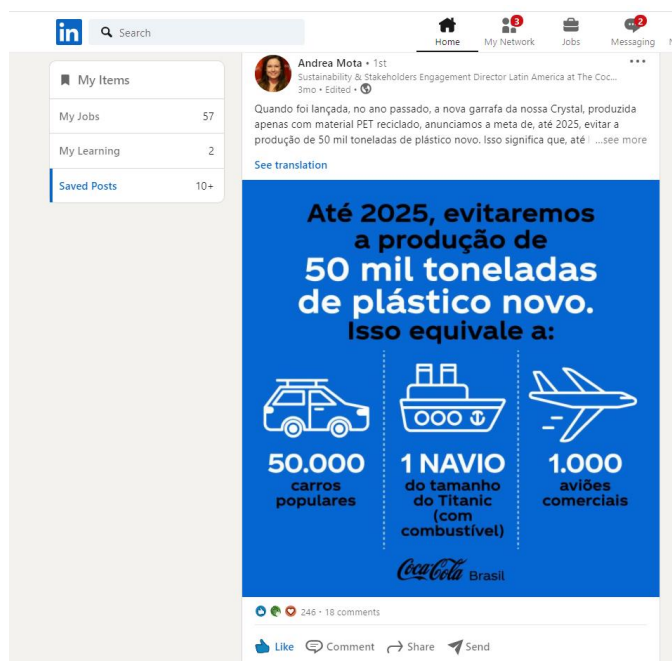 in
Search
3
2
Home
My Network
Jobs
Messaging
My Items
My Jobs 57
My Learning 2
Saved Posts 10+
Andrea Mota • 1st
Sustainability & Stakeholders Engagement Director Latin America at The Coc...
3mo • Edited •
Quando foi lançada, no ano passado, a nova garrafa da nossa Crystal, produzida
apenas com material PET reciclado, anunciamos a meta de, até 2025, evitar a
produção de 50 mil toneladas de plástico novo. Isso significa que, até ...see more
See translation
Até 2025, evitaremos
a produção de
50 mil toneladas
de plástico novo.
Isso equivale a:
50.000
carros
populares
1 NAVIO
do tamanho
do Titanic
(com
combustível)
1.000
aviões
comerciais
Coca-Cola Brasil
246 • 18 comments
Like Comment Share Send